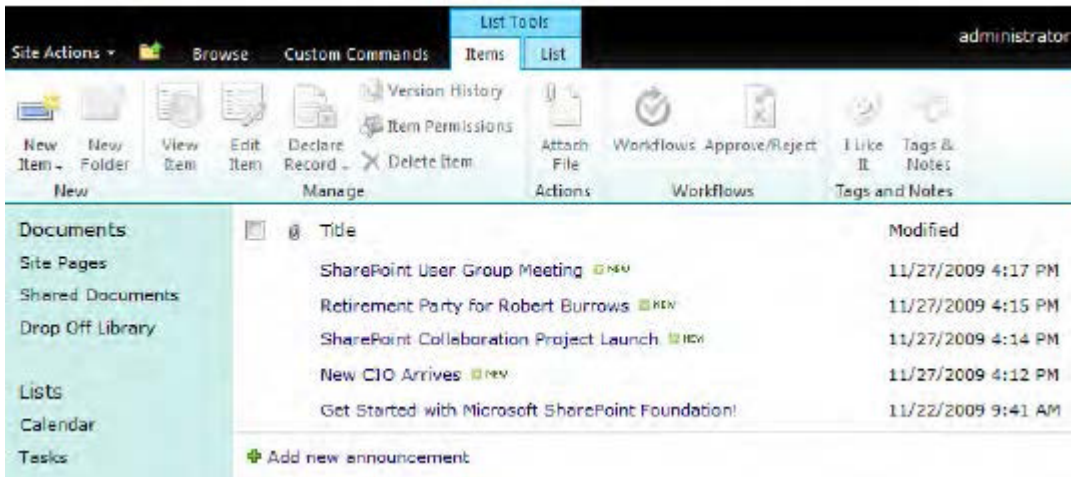 List Tools
Site Actions Browse Custom Commands Items List administrator
New Item
New Folder
View Item
Edit Item
Declare Record
Version History
Item Permissions
Delete Item
Attach File
Workflows
Approve/Reject
I Like It
Tags & Notes
New Manage Actions Workflows Tags and Notes
Documents
Site Pages
Shared Documents
Drop Off Library
Lists
Calendar
Tasks
Title Modified
SharePoint User Group Meeting NEW 11/27/2009 4:17 PM
Retirement Party for Robert Burrows NEW 11/27/2009 4:15 PM
SharePoint Collaboration Project Launch NEW 11/27/2009 4:14 PM
New CIO Arrives NEW 11/27/2009 4:12 PM
Get Started with Microsoft SharePoint Foundation! 11/22/2009 9:41 AM
Add new announcement